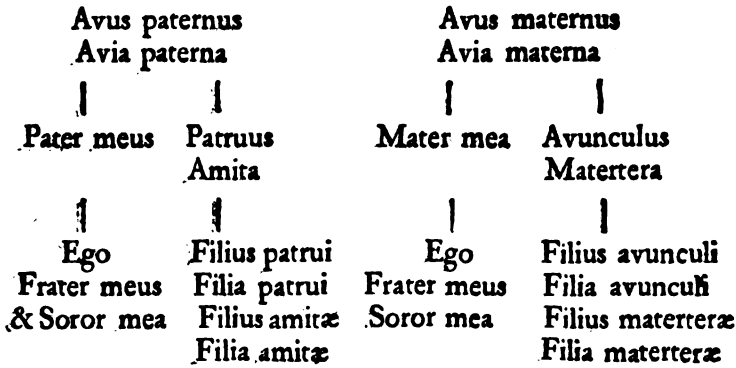 Avus paternus
Avia paterna
Pater meus
Patruus
Amita
Ego
Frater meus
& Soror mea
Filius patrui
Filia patrui
Filius amitæ
Filia amitæ
Avus maternus
Avia materna
Mater mea
Avunculus
Matertera
Ego
Frater meus
Soror mea
Filius avunculi
Filia avunculi
Filius materteræ
Filia materteræ